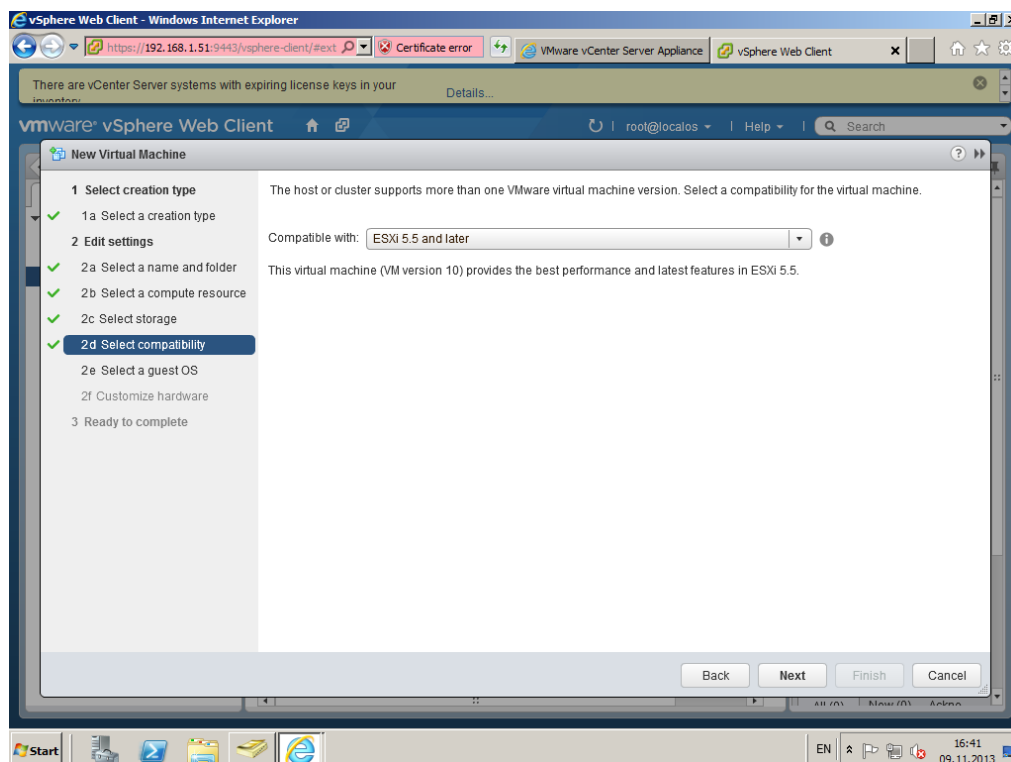 vSphere Web Client - Windows Internet Explorer
https://192.168.1.51:9443/vsphere-client/#ext
Certificate error
VMware vCenter Server Appliance
vSphere Web Client
There are vCenter Server systems with expiring license keys in your
inventory
Details...
vmware® vSphere Web Client
root@localos
Help
Search
New Virtual Machine
1 Select creation type
1a Select a creation type
2 Edit settings
2a Select a name and folder
2b Select a compute resource
2c Select storage
2d Select compatibility
2e Select a guest OS
2f Customize hardware
3 Ready to complete
The host or cluster supports more than one VMware virtual machine version. Select a compatibility for the virtual machine.
Compatible with: ESXi 5.5 and later
This virtual machine (VM version 10) provides the best performance and latest features in ESXi 5.5.
Back
Next
Finish
Cancel
All (0)
New (0)
Ackno
Start
EN
16:41
09.11.2013